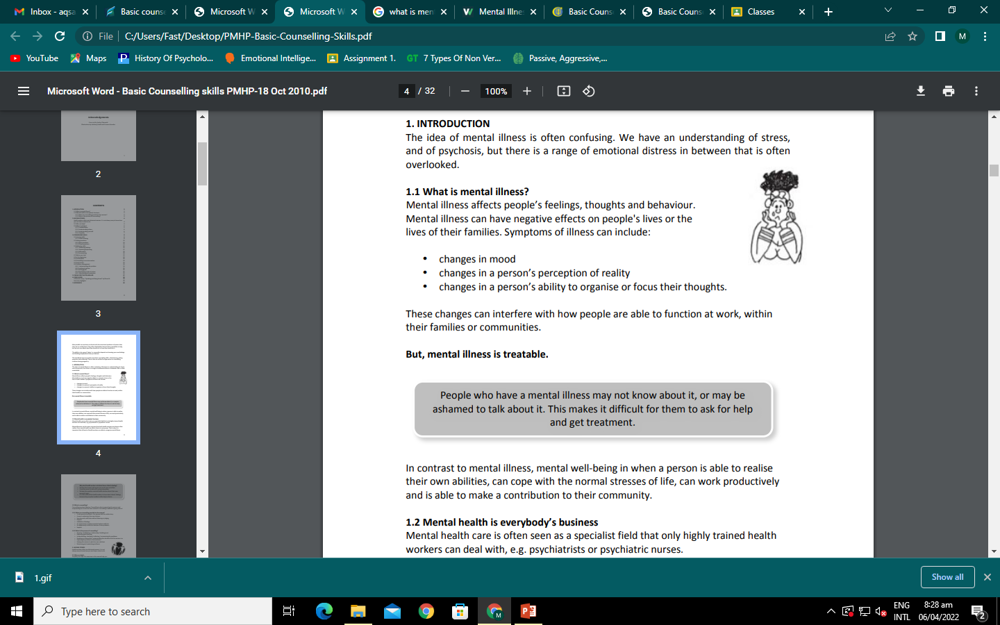 Inbox - aqsa
Basic counse
Microsoft W
Microsoft W
what is men
Mental Illne
Basic Couns
Basic Couns
Classes
File | C:/Users/Fast/Desktop/PMHP-Basic-Counselling-Skills.pdf
M
YouTube
Maps
History Of Psycholo...
Emotional Intellige...
Assignment 1.
GT 7 Types Of Non Ver...
Passive, Aggressive,...
Microsoft Word - Basic Counselling skills PMHP-18 Oct 2010.pdf
4 / 32
100%
2
3
4
1. INTRODUCTION
The idea of mental illness is often confusing. We have an understanding of stress,
and of psychosis, but there is a range of emotional distress in between that is often
overlooked.
1.1 What is mental illness?
Mental illness affects people’s feelings, thoughts and behaviour.
Mental illness can have negative effects on people's lives or the
lives of their families. Symptoms of illness can include:
• changes in mood
• changes in a person’s perception of reality
• changes in a person’s ability to organise or focus their thoughts.
These changes can interfere with how people are able to function at work, within
their families or communities.
But, mental illness is treatable.
People who have a mental illness may not know about it, or may be
ashamed to talk about it. This makes it difficult for them to ask for help
and get treatment.
In contrast to mental illness, mental well-being in when a person is able to realise
their own abilities, can cope with the normal stresses of life, can work productively
and is able to make a contribution to their community.
1.2 Mental health is everybody’s business
Mental health care is often seen as a specialist field that only highly trained health
workers can deal with, e.g. psychiatrists or psychiatric nurses.
1.gif
Show all
Type here to search
ENG
INTL
8:28 am
06/04/2022
2